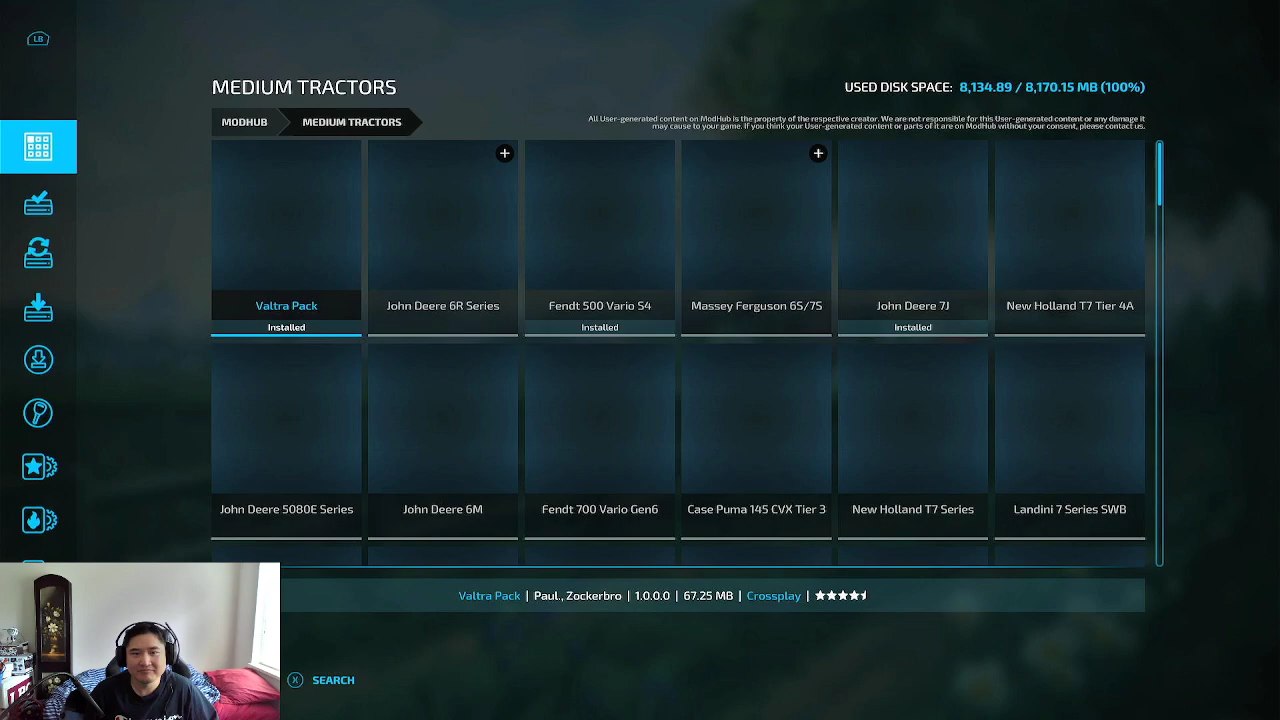 LB
MEDIUM TRACTORS
USED DISK SPACE: 8,134.89 / 8,170.15 MB (100%)
MODHUB
MEDIUM TRACTORS
All User-generated content on ModHub is the property of the respective creator. We are not responsible for this User-generated content or any damage it
may cause to your game. If you think your User-generated content or parts of it are on ModHub without your consent, please contact us.
Valtra Pack
John Deere 6R Series
Fendt 500 Vario S4
Massey Ferguson 6S/7S
John Deere 7J
New Holland T7 Tier 4A
Installed
Installed
Installed
John Deere 5080E Series
John Deere 6M
Fendt 700 Vario Gen6
Case Puma 145 CVX Tier 3
New Holland T7 Series
Landini 7 Series SWB
Valtra Pack | Paul., Zockerbro | 1.0.0.0 | 67.25 MB | Crossplay |
X SEARCH